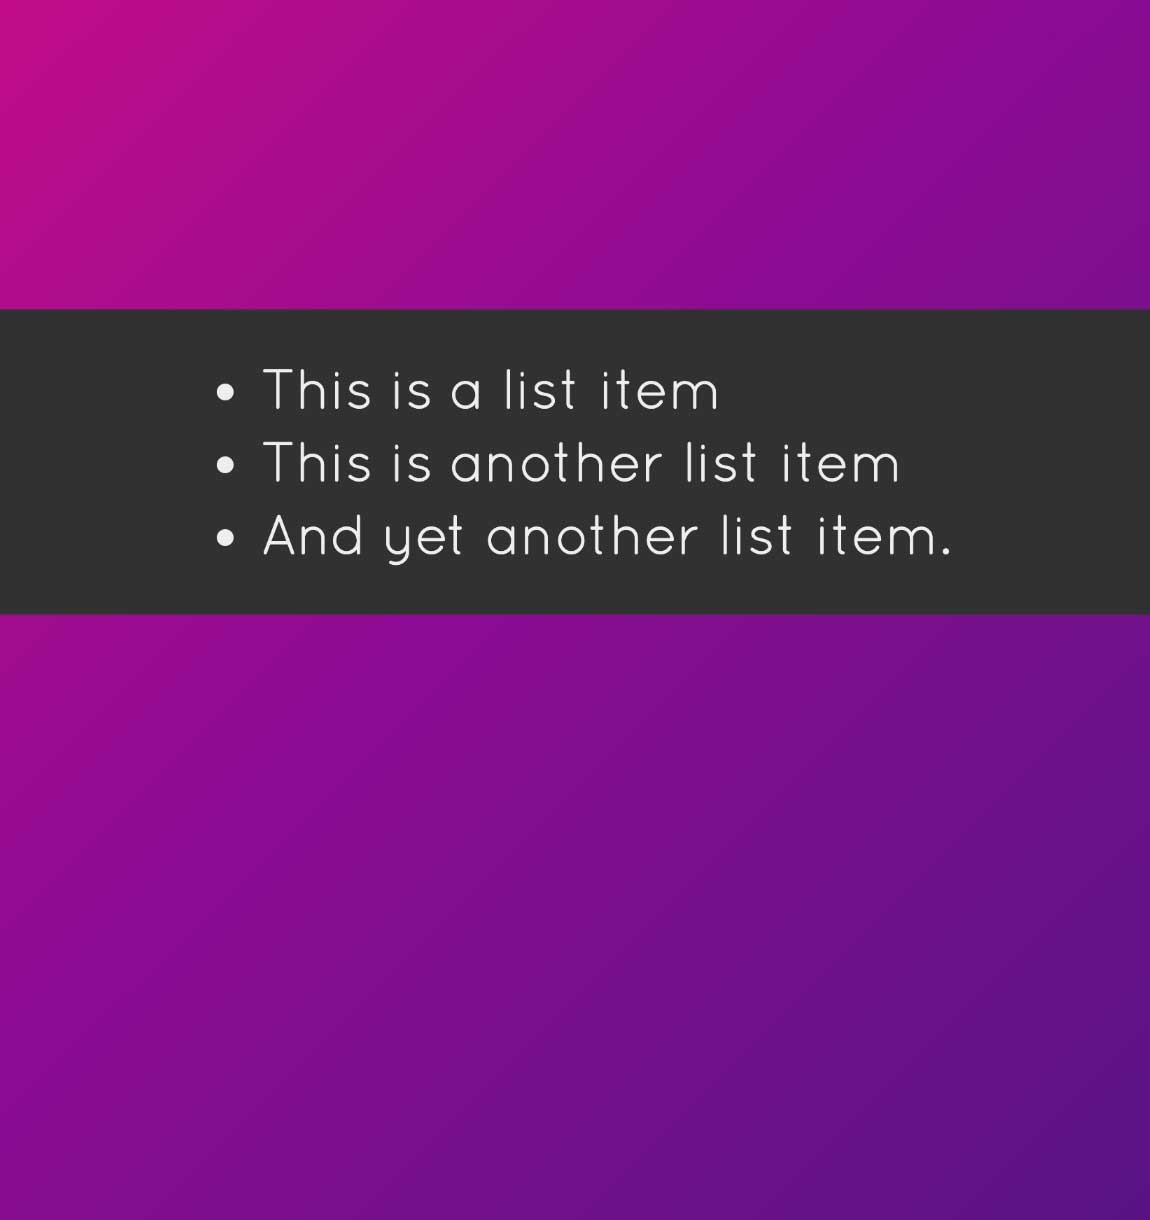 • This is a list item
• This is another list item
• And yet another list item.